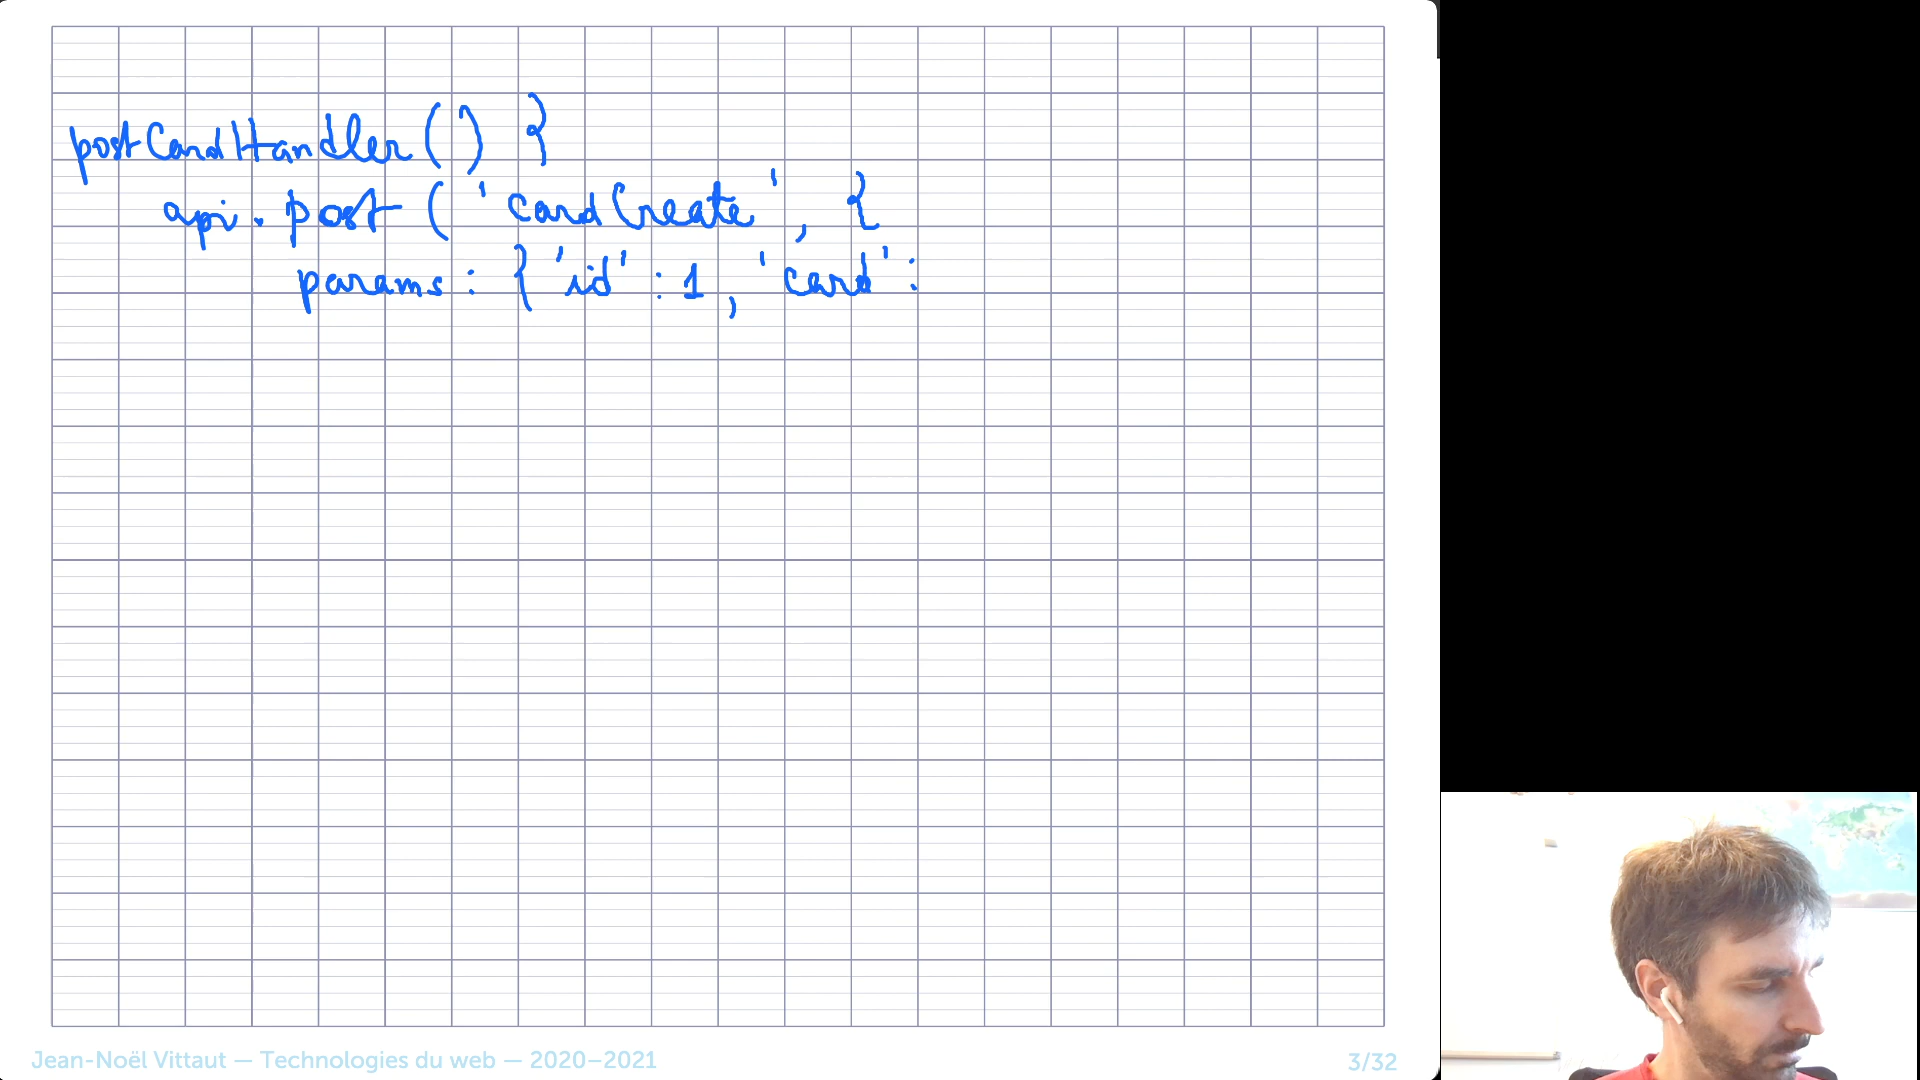 postCardHandler() {
api.post('cardCreate', {
params: {'id': 1, 'card':
Jean-Noël Vittaut — Technologies du web — 2020–2021
3/32